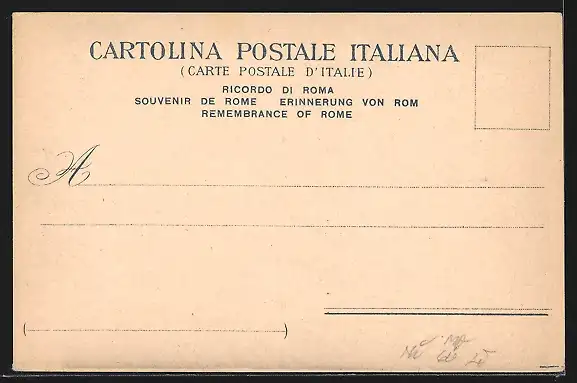 CARTOLINA POSTALE ITALIANA
(CARTE POSTALE D'ITALIE)
RICORDO DI ROMA
SOUVENIR DE ROME ERINNERUNG VON ROM
REMEMBRANCE OF ROME
A
( )